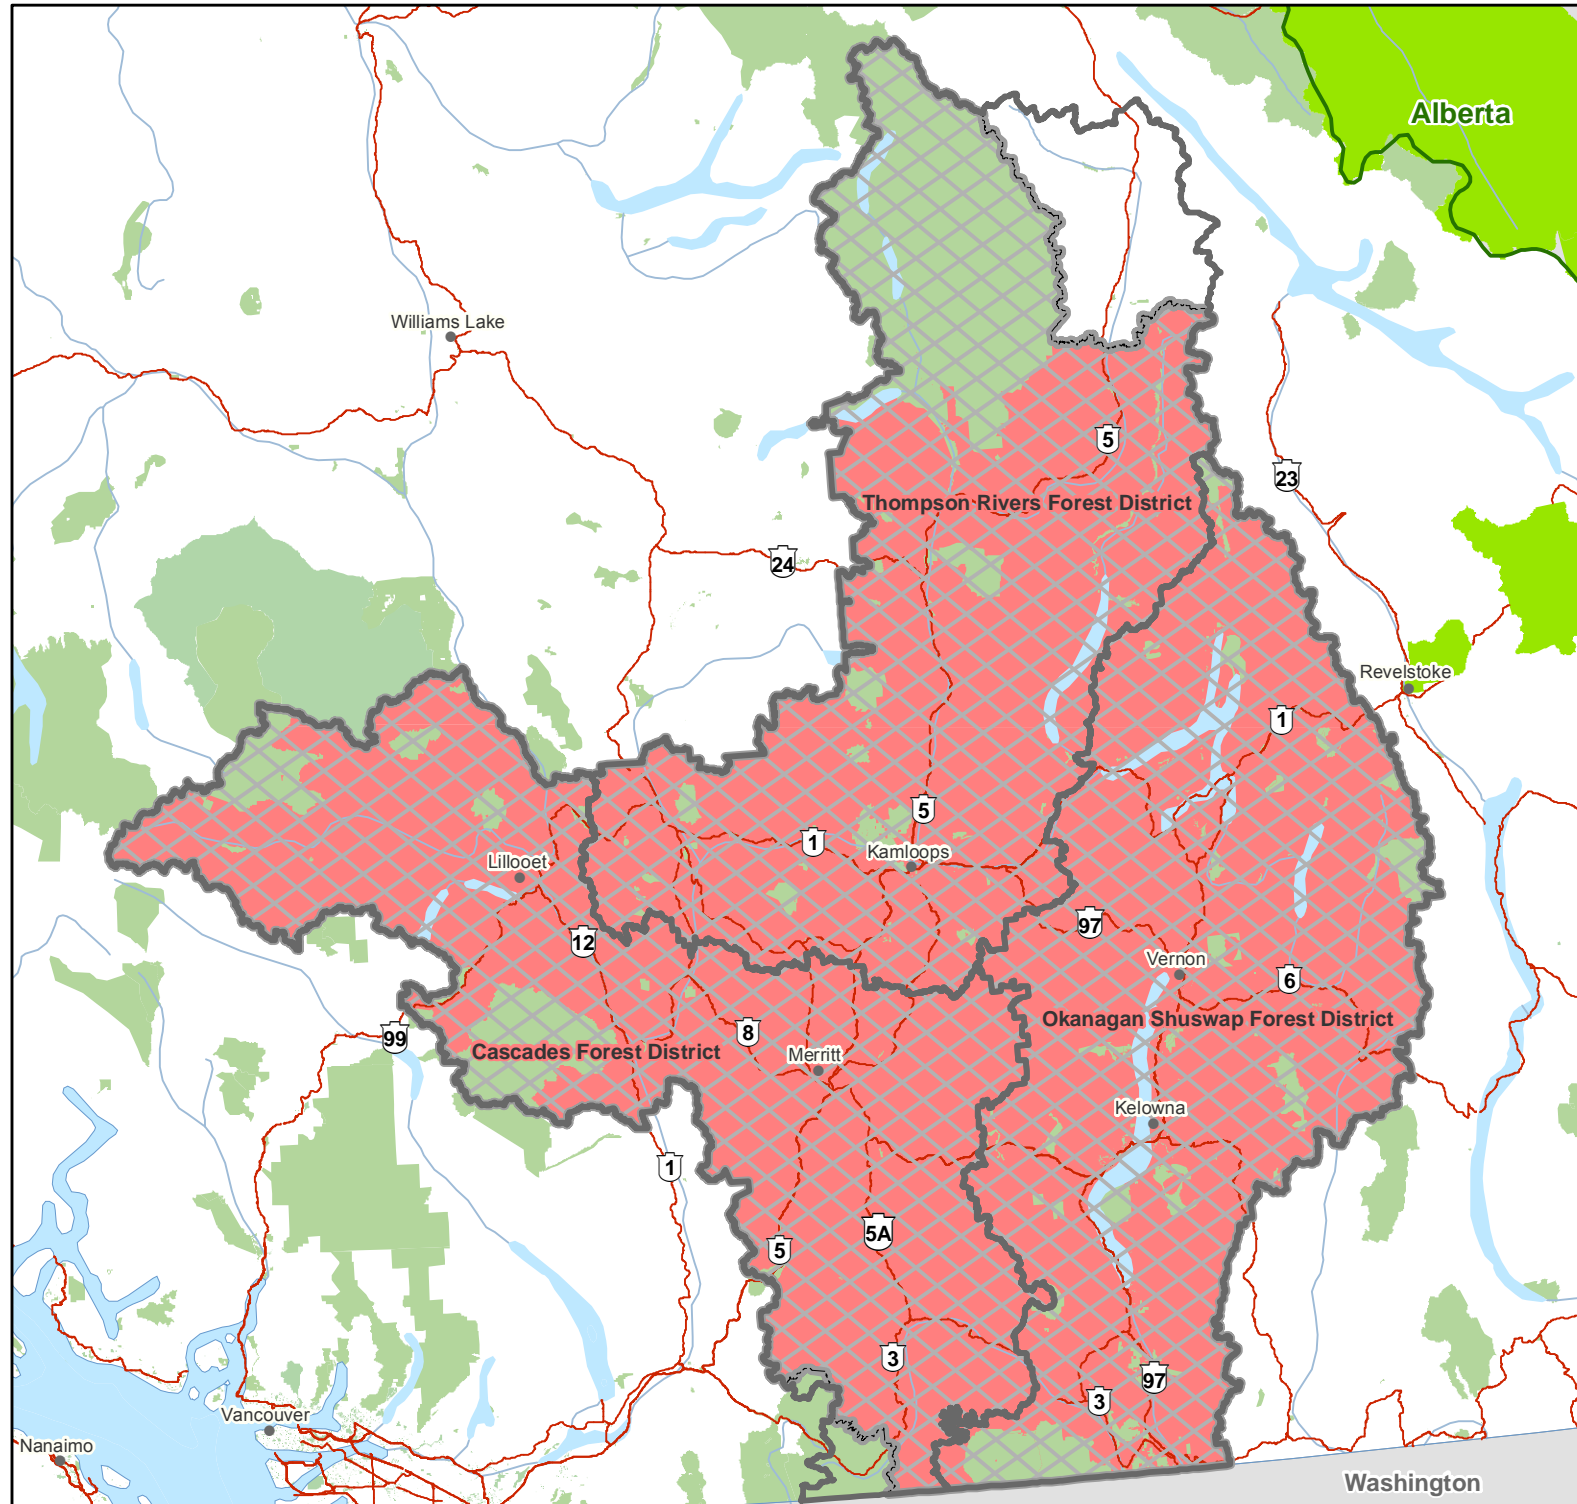 Alberta
Williams Lake
5
23
Thompson Rivers Forest District
24
Revelstoke
1
5
1
Kamloops
Lillooet
97
12
Vernon
6
Okanagan Shuswap Forest District
8
99
Cascades Forest District
Merritt
Kelowna
1
5A
5
3
97
3
Vancouver
Nanaimo
Washington